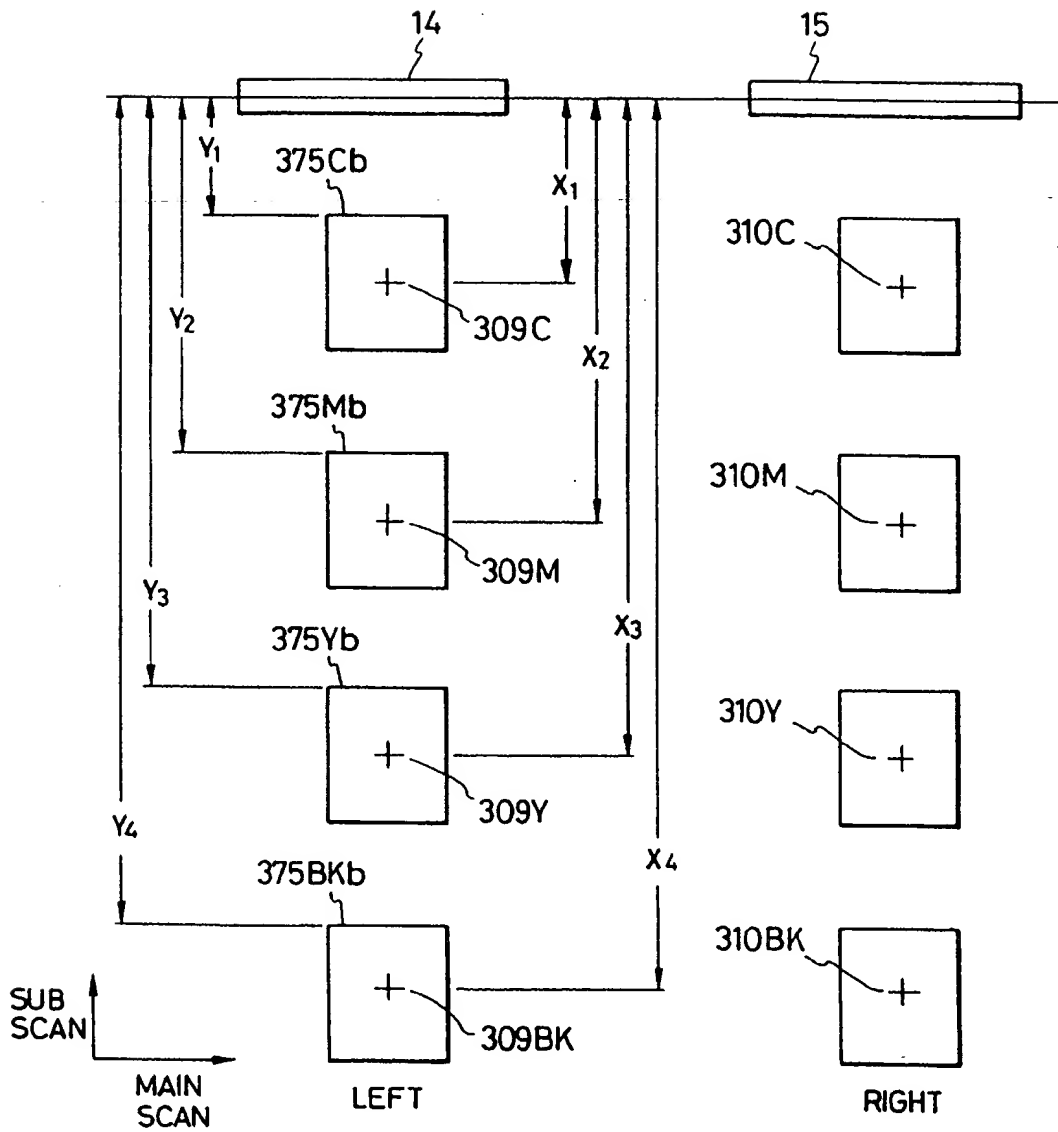 14
15
Y1
375Cb
X1
310C
309C
Y2
X2
375Mb
310M
309M
Y3
X3
375Yb
310Y
309Y
Y4
X4
375BKb
310BK
309BK
SUB
SCAN
MAIN
SCAN
LEFT
RIGHT